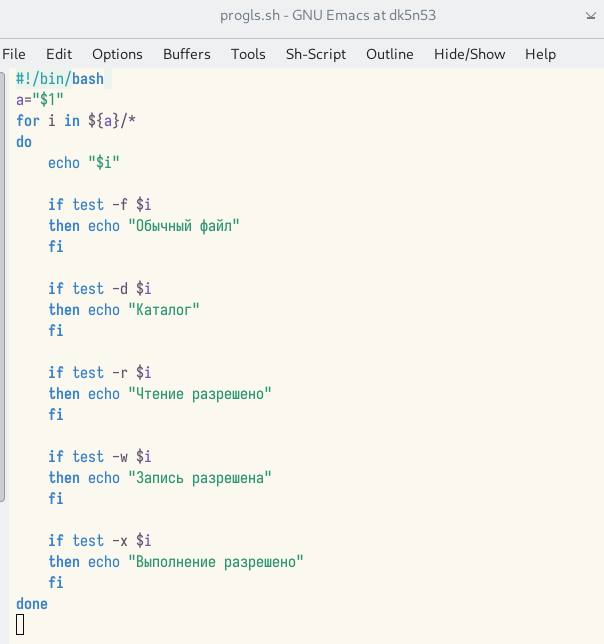 progls.sh - GNU Emacs at dk5n53
File Edit Options Buffers Tools Sh-Script Outline Hide/Show Help
#!/bin/bash
a="$1"
for i in ${a}/*
do
    echo "$i"

    if test -f $i
    then echo "Обычный файл"
    fi

    if test -d $i
    then echo "Каталог"
    fi

    if test -r $i
    then echo "Чтение разрешено"
    fi

    if test -w $i
    then echo "Запись разрешена"
    fi

    if test -x $i
    then echo "Выполнение разрешено"
    fi
done